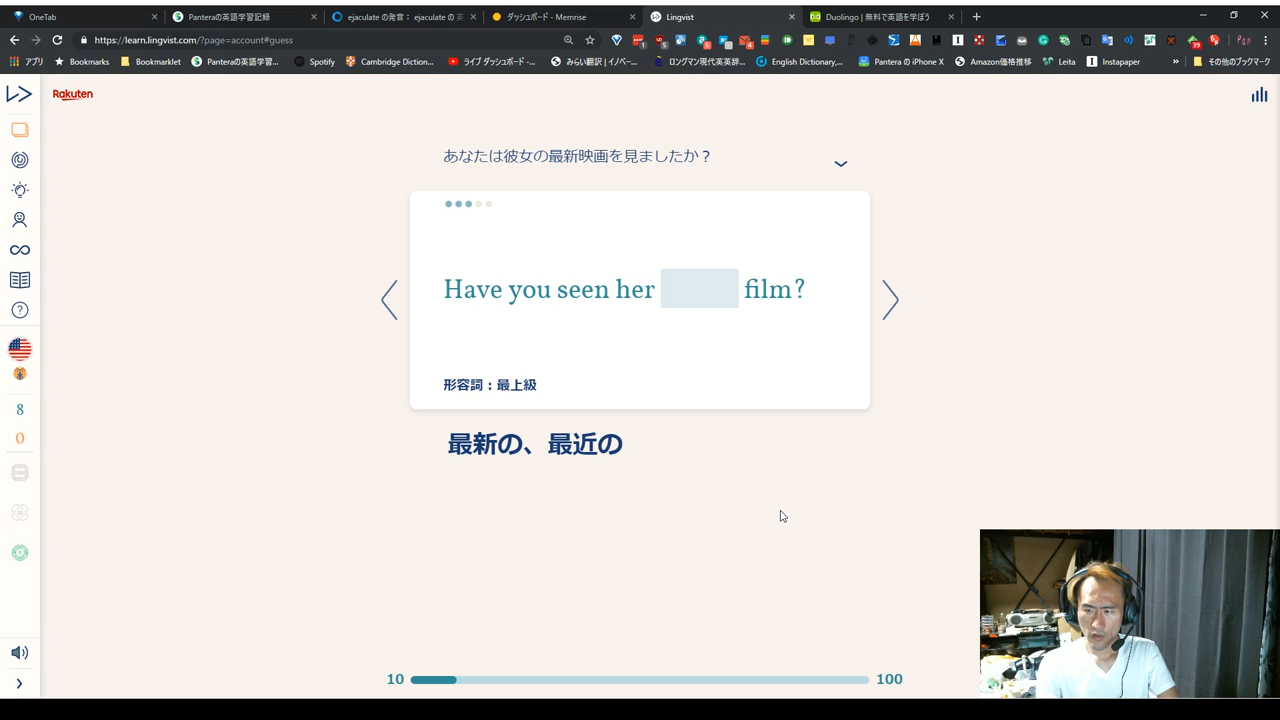 OneTab
Panteraの英語学習記録
ejaculate の発音： ejaculate の 英
ダッシュボード - Memrise
Lingvist
Duolingo | 無料で英語を学ぼう
https://learn.lingvist.com/?page=account#guess
アプリ
Bookmarks
Bookmarklet
Panteraの英語学習...
Spotify
Cambridge Diction...
ライブ ダッシュボード -...
みらい翻訳 | イノベー...
ロングマン現代英英辞...
English Dictionary,...
Pantera の iPhone X
Amazon価格推移
Leita
Instapaper
»
その他のブックマーク
Rakuten
あなたは彼女の最新映画を見ましたか？
Have you seen her film?
形容詞：最上級
最新の、最近の
8
0
10
100